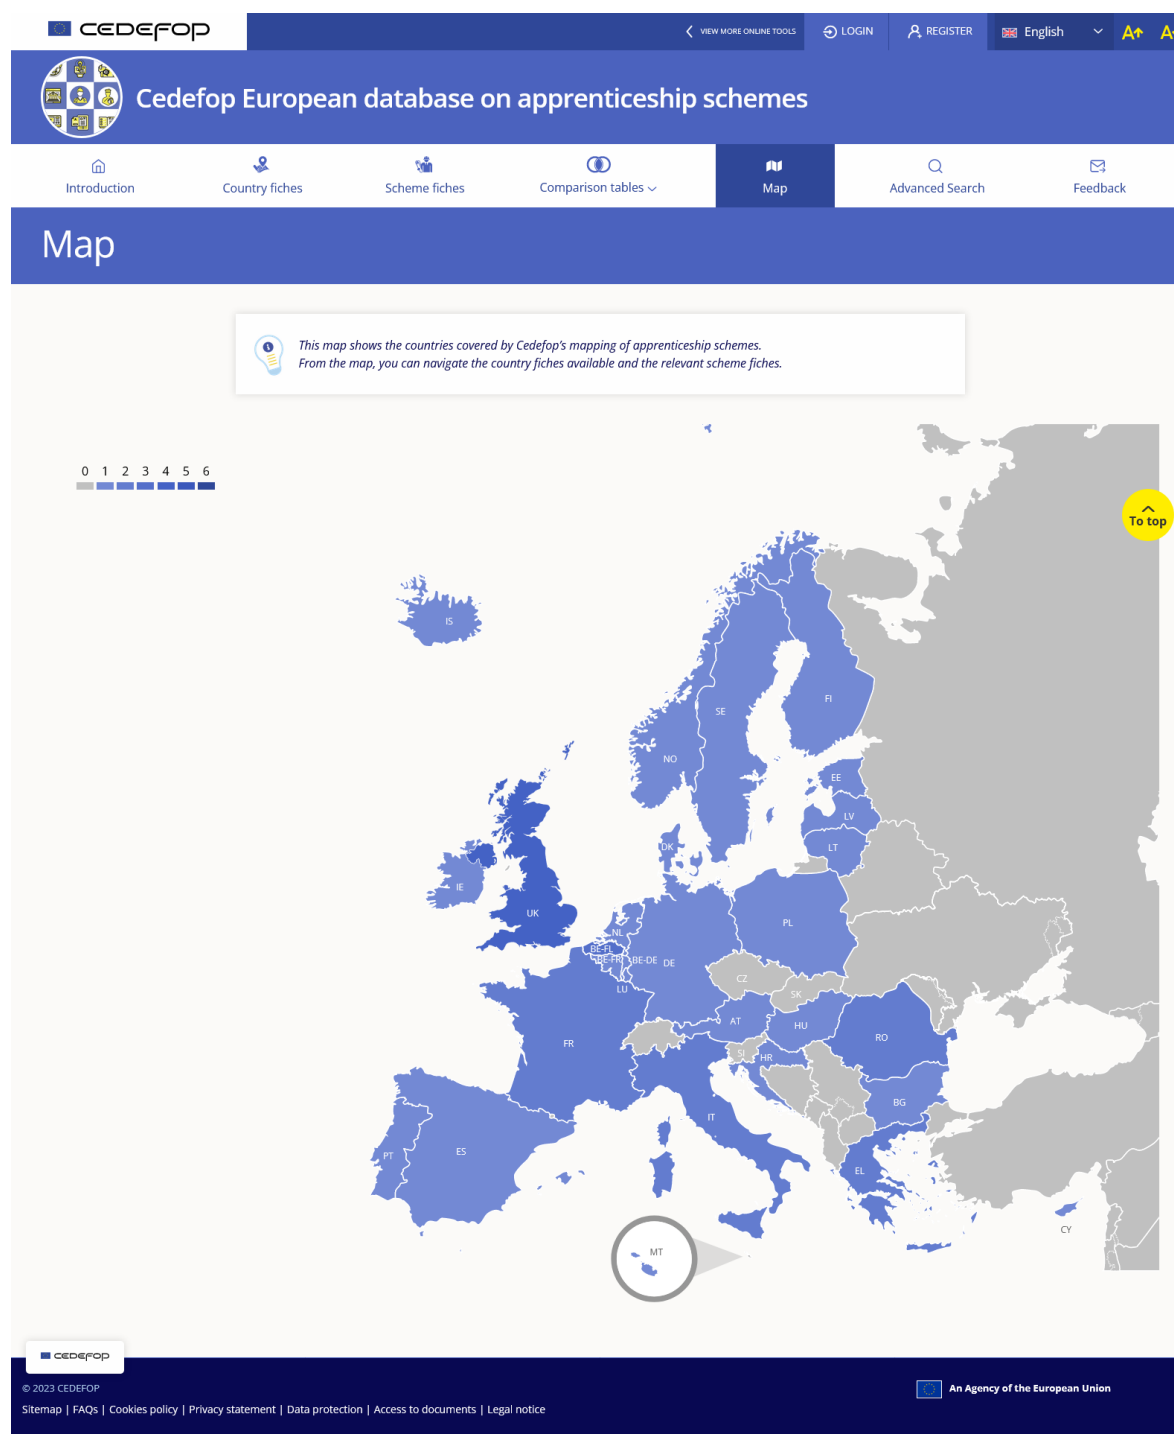 CEDEFOP
VIEW MORE ONLINE TOOLS
LOGIN
REGISTER
English
A
A
Cedefop European database on apprenticeship schemes
Introduction
Country fiches
Scheme fiches
Comparison tables
Map
Advanced Search
Feedback
Map
This map shows the countries covered by Cedefop's mapping of apprenticeship schemes.
From the map, you can navigate the country fiches available and the relevant scheme fiches.
0 1 2 3 4 5 6
To top
IS
FI
SE
NO
EE
LV
DK
LT
IE
UK
PL
NL
BE-FL
BE-FR
BE-DE
DE
CZ
LU
SK
AT
HU
FR
RO
SI
HR
BG
IT
ES
PT
EL
CY
MT
CEDEFOP
© 2023 CEDEFOP
An Agency of the European Union
Sitemap | FAQs | Cookies policy | Privacy statement | Data protection | Access to documents | Legal notice